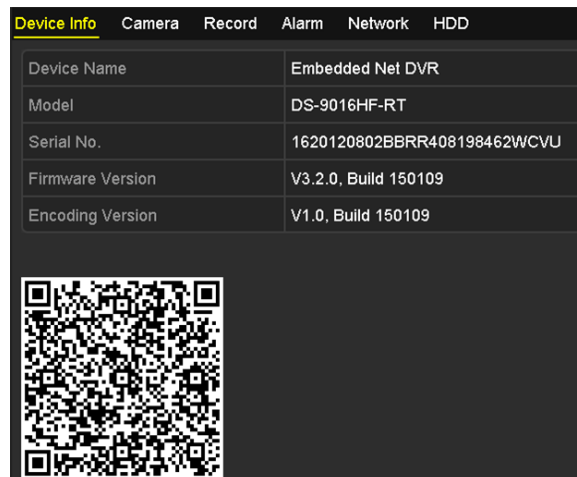 Device Info Camera Record Alarm Network HDD
Device Name Embedded Net DVR
Model DS-9016HF-RT
Serial No. 1620120802BBRR408198462WCVU
Firmware Version V3.2.0, Build 150109
Encoding Version V1.0, Build 150109